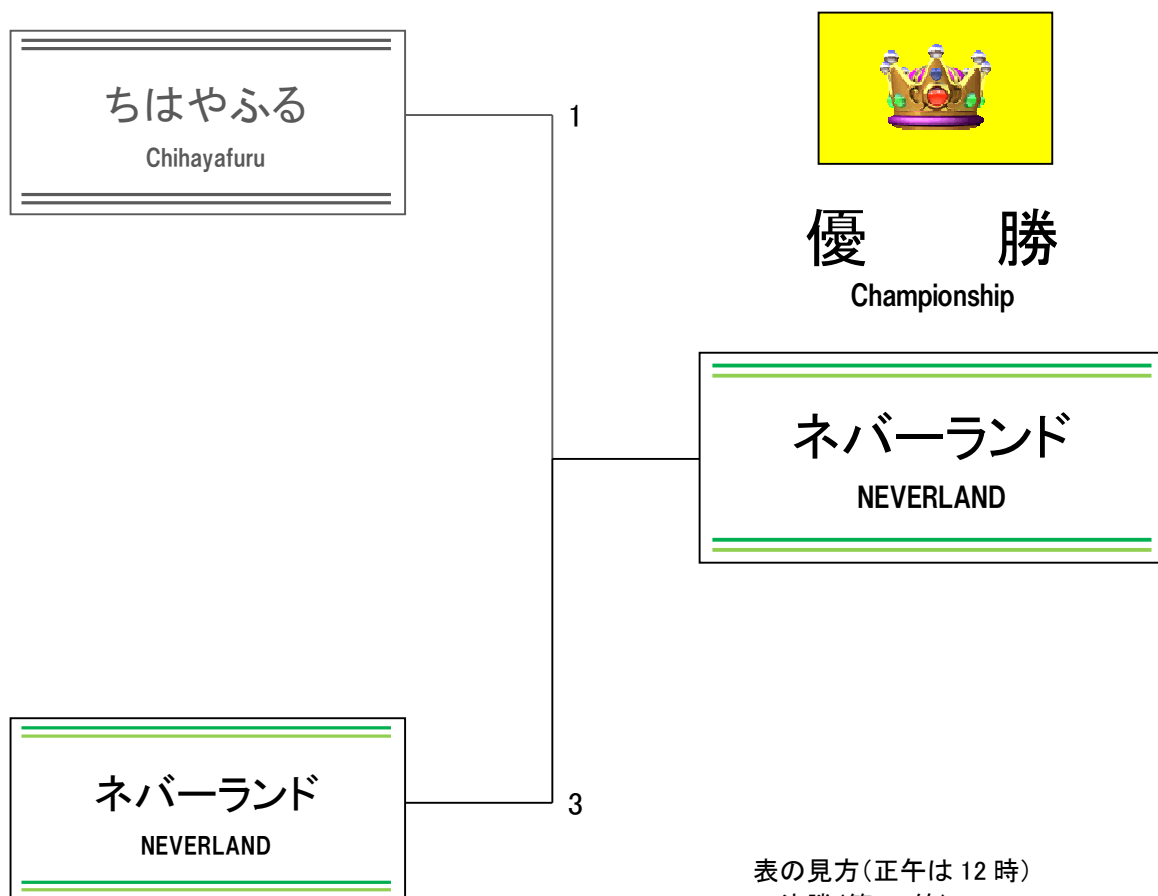 ちはやふる
Chihayafuru
1
優 勝
Championship
ネバーランド
NEVERLAND
ネバーランド
NEVERLAND
3
表の見方(正午は 12 時)